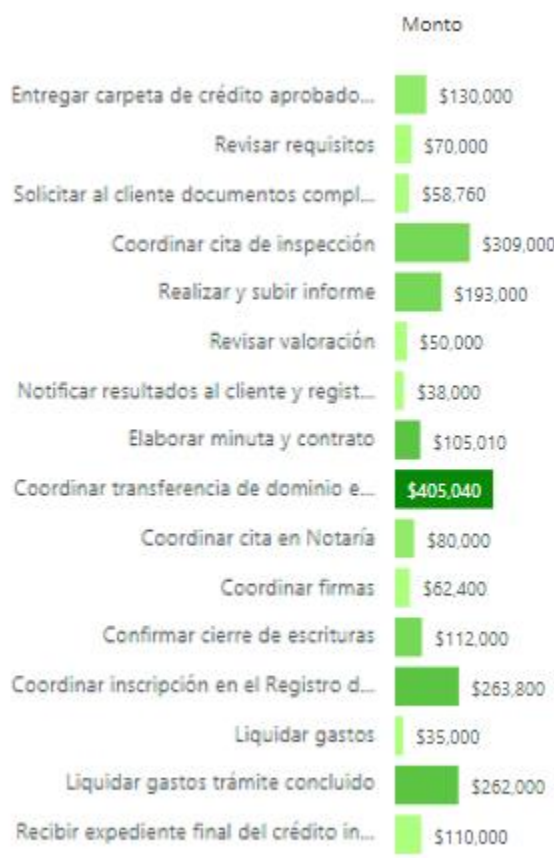 Monto
Entregar carpeta de crédito aprobado... $130,000
Revisar requisitos $70,000
Solicitar al cliente documentos compl... $58,760
Coordinar cita de inspección $309,000
Realizar y subir informe $193,000
Revisar valoración $50,000
Notificar resultados al cliente y regist... $38,000
Elaborar minuta y contrato $105,010
Coordinar transferencia de dominio e... $405,040
Coordinar cita en Notaría $80,000
Coordinar firmas $62,400
Confirmar cierre de escrituras $112,000
Coordinar inscripción en el Registro d... $263,800
Liquidar gastos $35,000
Liquidar gastos trámite concluido $262,000
Recibir expediente final del crédito in... $110,000